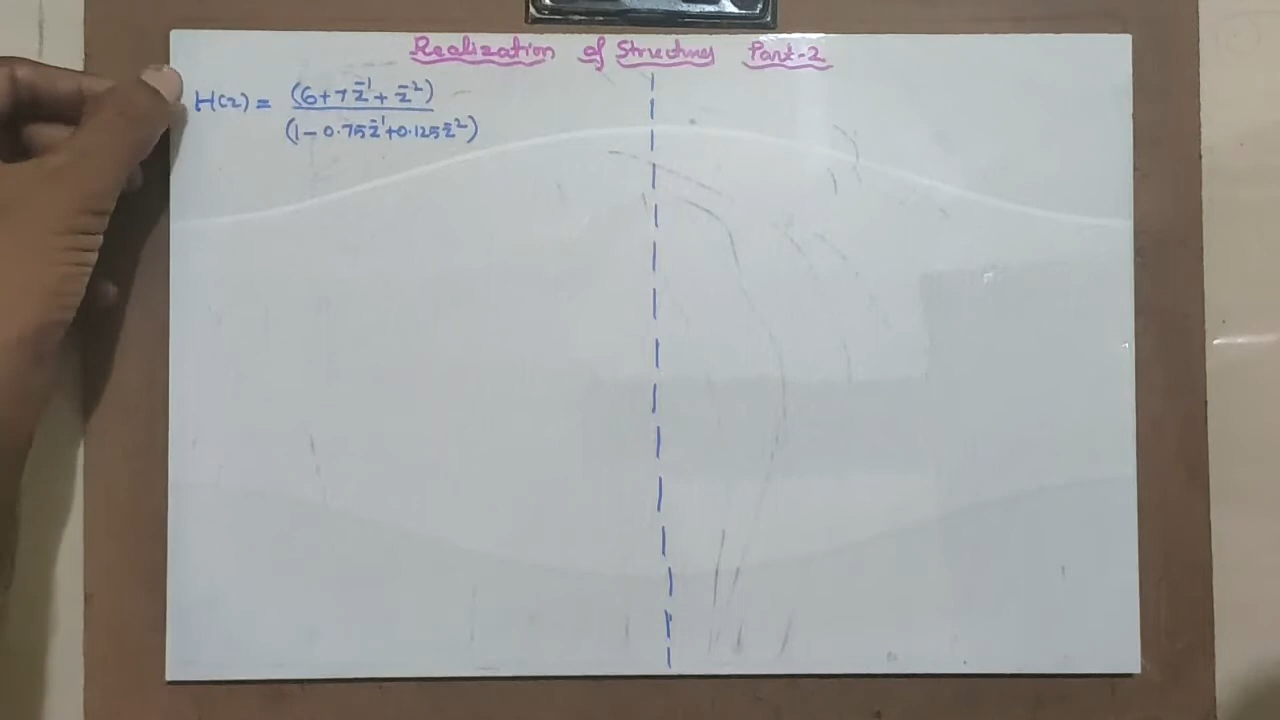 Realization of Structures Part-2
H(z) = (6+7z⁻¹+z⁻²)
(1-0.75z⁻¹+0.125z⁻²)